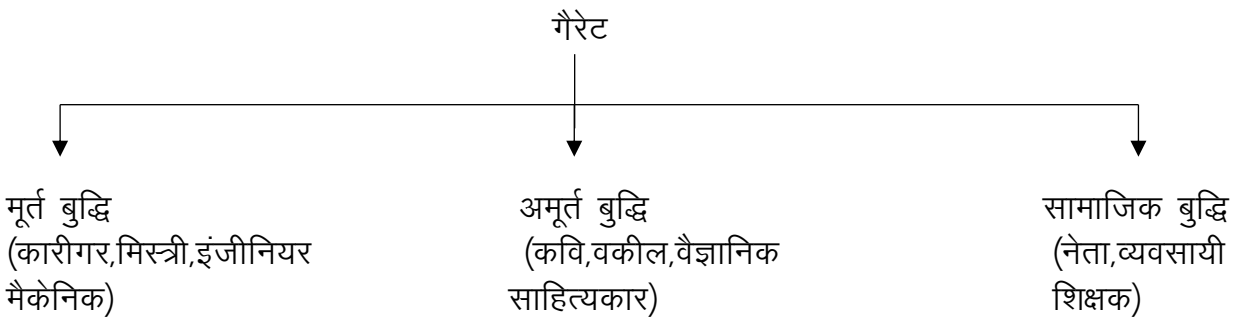 गैरेट
मूर्त बुद्धि
(कारीगर,मिस्त्री,इंजीनियर
मैकेनिक)
अमूर्त बुद्धि
(कवि,वकील,वैज्ञानिक
साहित्यकार)
सामाजिक बुद्धि
(नेता,व्यवसायी
शिक्षक)